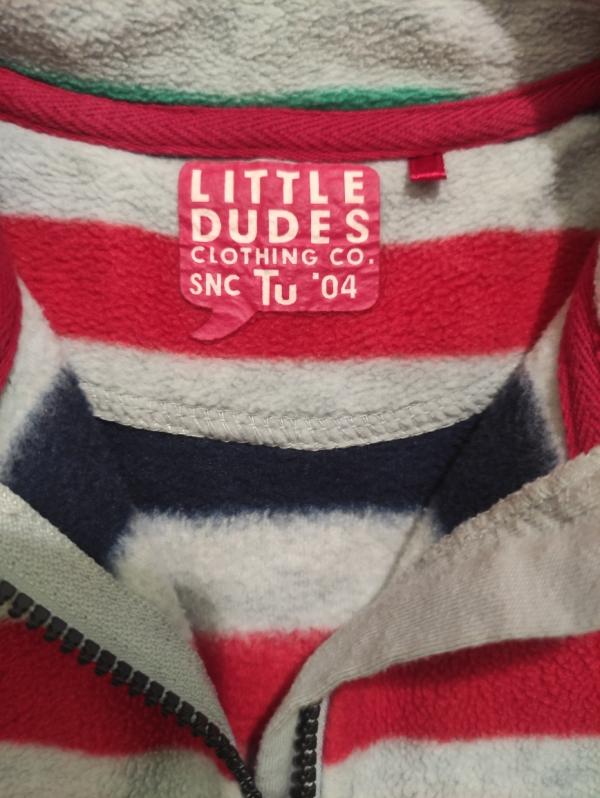 LITTLE
DUDES
CLOTHING CO.
SNC Tu '04